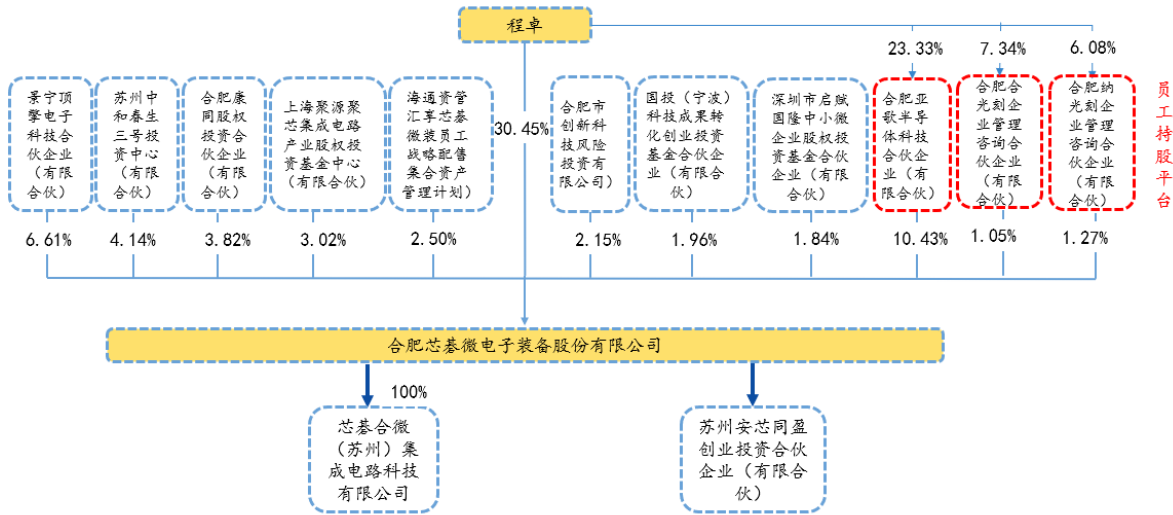 程卓
23.33%
7.34%
6.08%
景宁顶
擎电子
科技合
伙企业
（有限
合伙）
苏州中
和春生
三号投
资中心
（有限
合伙）
合肥康
同股权
投资合
伙企业
（有限
合伙）
上海聚源聚
芯集成电路
产业股权投
资基金中心
（有限合伙）
海通资管
汇享芯碁
微装员工
战略配售
集合资产
管理计划）
30.45%
合肥市
创新科
技风险
投资有
限公司）
国投（宁波）
科技成果转
化创业投资
基金合伙企
业（有限合
伙）
深圳市启赋
国隆中小微
企业股权投
资基金合伙
企业（有限
合伙）
合肥亚
歌半导
体科技
合伙企
业（有
限合伙）
合肥合
光刻企
业管理
咨询合
伙企业
（有限
合伙）
合肥纳
光刻企
业管理
咨询合
伙企业
（有限
合伙）
员工持股平台
6.61%
4.14%
3.82%
3.02%
2.50%
2.15%
1.96%
1.84%
10.43%
1.05%
1.27%
合肥芯碁微电子装备股份有限公司
100%
芯碁合微
（苏州）集
成电路科技
有限公司
苏州安芯同盈
创业投资合伙
企业（有限合
伙）